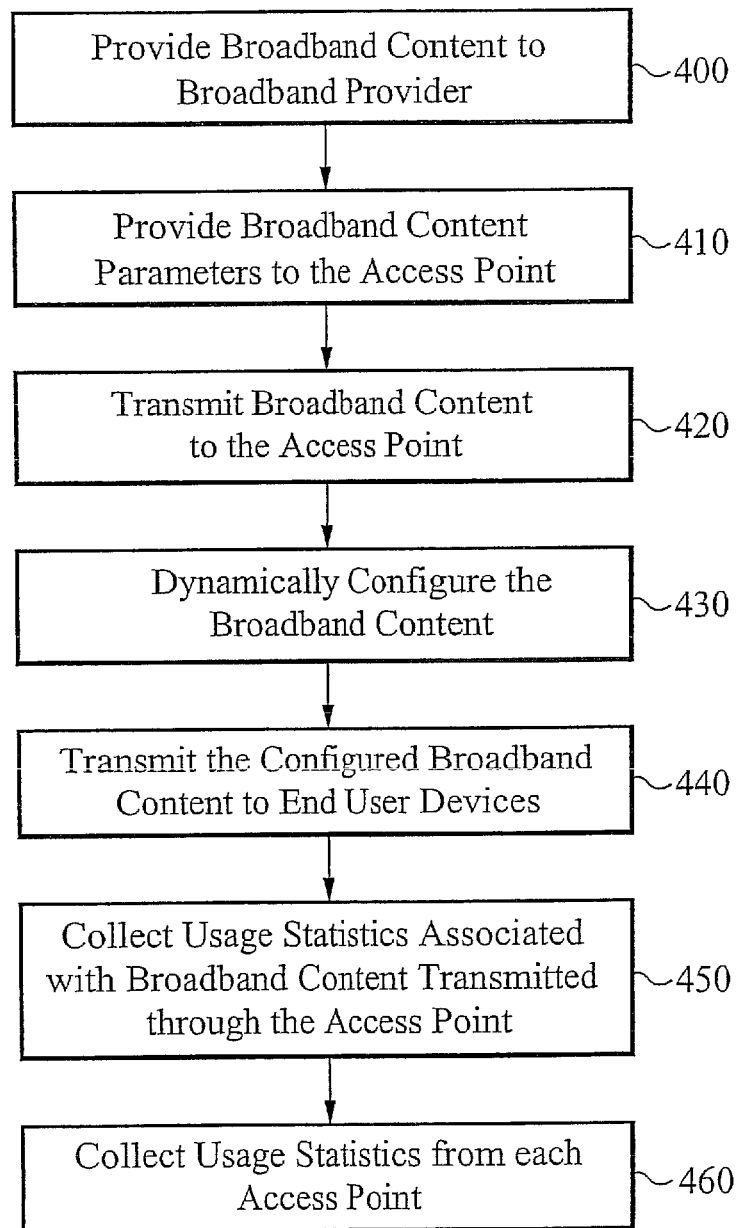 Provide Broadband Content to
Broadband Provider
400
Provide Broadband Content
Parameters to the Access Point
410
Transmit Broadband Content
to the Access Point
420
Dynamically Configure the
Broadband Content
430
Transmit the Configured Broadband
Content to End User Devices
440
Collect Usage Statistics Associated
with Broadband Content Transmitted
through the Access Point
450
Collect Usage Statistics from each
Access Point
460